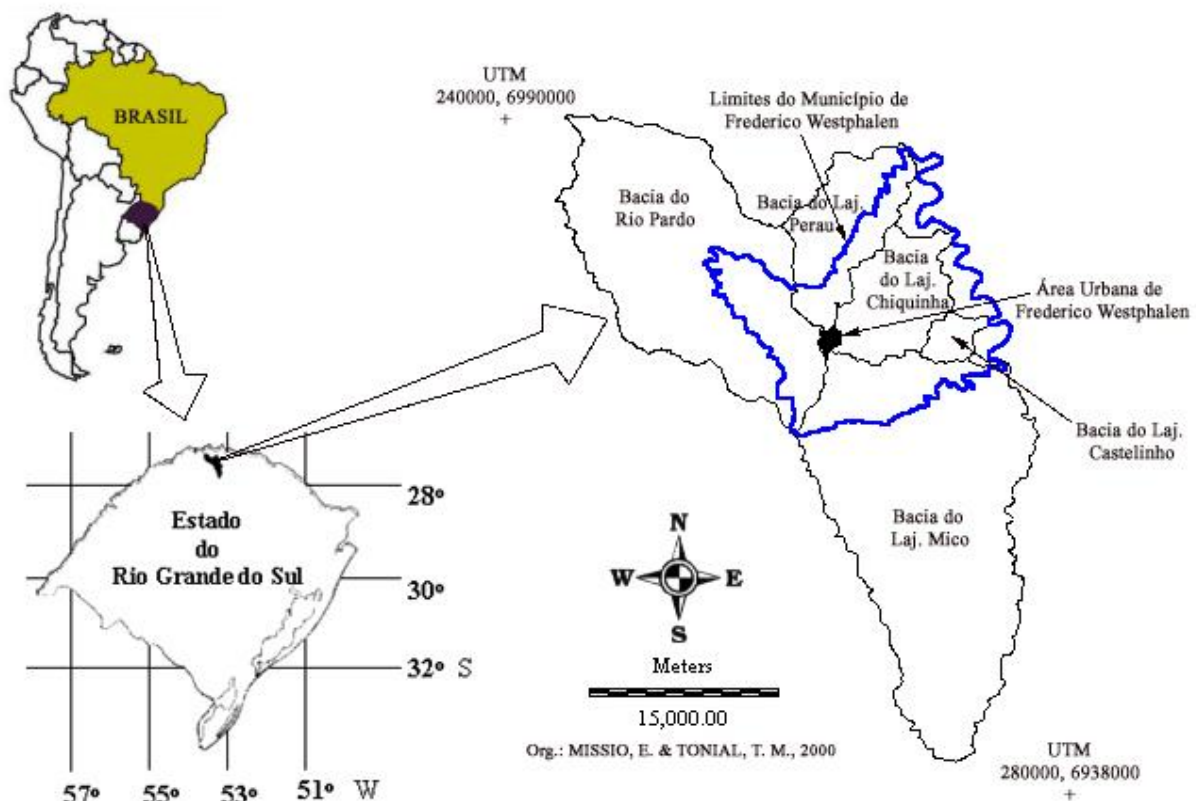 BRASIL
UTM
240000, 6990000
+
Limites do Município de
Frederico Westphalen
Bacia do
Rio Pardo
Bacia do Laj.
Perau
Bacia
do Laj.
Chiquinha
Área Urbana de
Frederico Westphalen
Bacia do Laj.
Castelinho
Bacia do
Laj. Mico
Estado
do
Rio Grande do Sul
28º
30º
32º S
57º 55º 53º 51º W
N
W E
S
Meters
15,000.00
Org.: MISSIO, E. & TONIAL, T. M., 2000
UTM
280000, 6938000
+